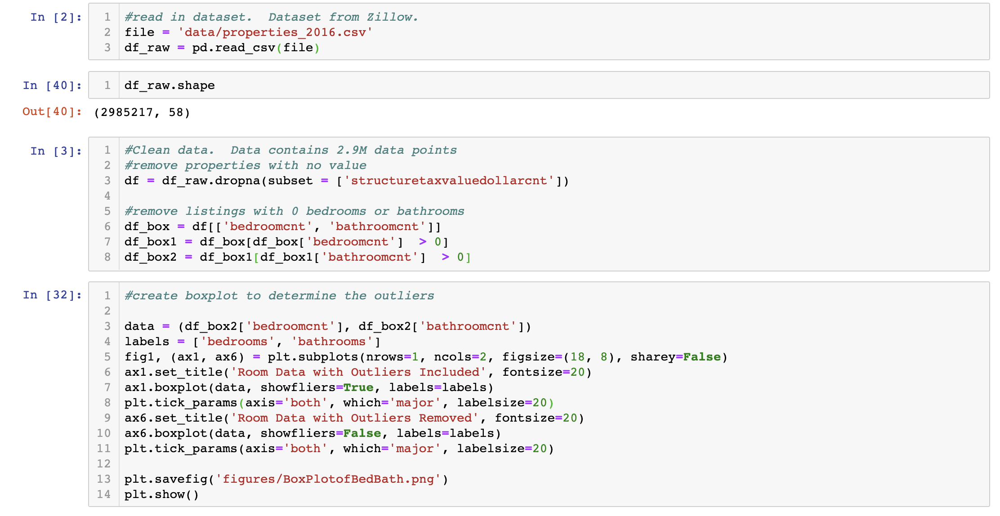 In [2]:
1 #read in dataset.  Dataset from Zillow.
2 file = 'data/properties_2016.csv'
3 df_raw = pd.read_csv(file)
In [40]:
1 df_raw.shape
Out[40]: (2985217, 58)
In [3]:
1 #Clean data.  Data contains 2.9M data points
2 #remove properties with no value
3 df = df_raw.dropna(subset = ['structuretaxvaluedollarcnt'])
4
5 #remove listings with 0 bedrooms or bathrooms
6 df_box = df[['bedroomcnt', 'bathroomcnt']]
7 df_box1 = df_box[df_box['bedroomcnt']  > 0]
8 df_box2 = df_box1[df_box1['bathroomcnt']  > 0]
In [32]:
1 #create boxplot to determine the outliers
2
3 data = (df_box2['bedroomcnt'], df_box2['bathroomcnt'])
4 labels = ['bedrooms', 'bathrooms']
5 fig1, (ax1, ax6) = plt.subplots(nrows=1, ncols=2, figsize=(18, 8), sharey=False)
6 ax1.set_title('Room Data with Outliers Included', fontsize=20)
7 ax1.boxplot(data, showfliers=True, labels=labels)
8 plt.tick_params(axis='both', which='major', labelsize=20)
9 ax6.set_title('Room Data with Outliers Removed', fontsize=20)
10 ax6.boxplot(data, showfliers=False, labels=labels)
11 plt.tick_params(axis='both', which='major', labelsize=20)
12
13 plt.savefig('figures/BoxPlotofBedBath.png')
14 plt.show()